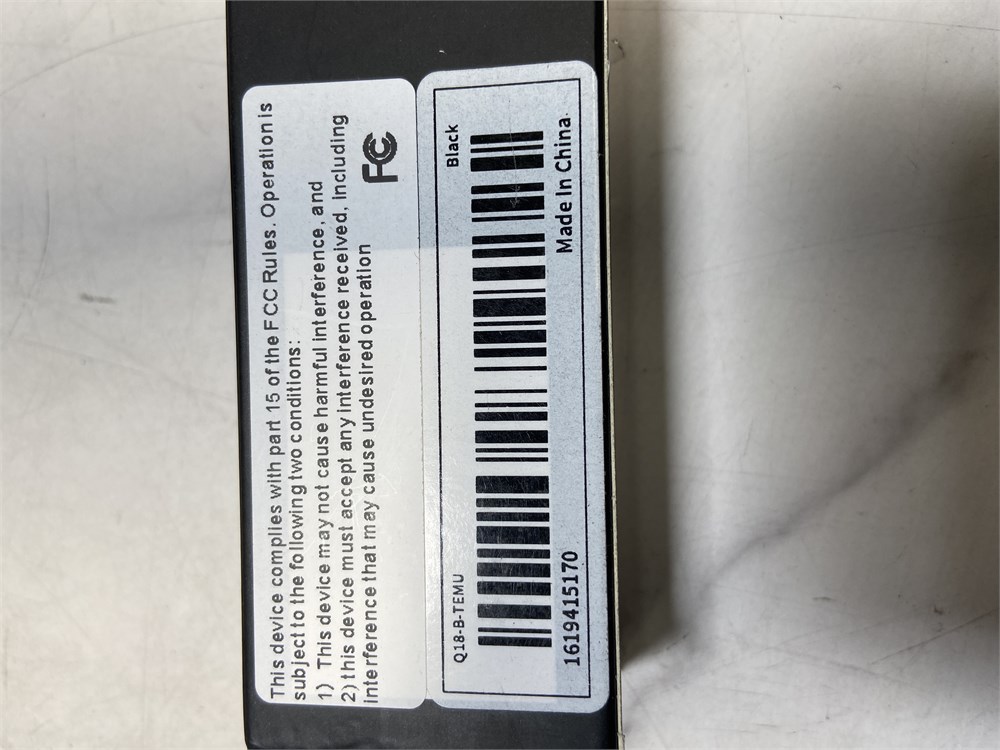 This device complies with part 15 of the FCC Rules. Operation is
subject to the following two conditions:
1) This device may not cause harmful interference, and
2) this device must accept any interference received, including
interference that may cause undesired operation
FC
Q18-B-TEMU Black
1619415170 Made In China